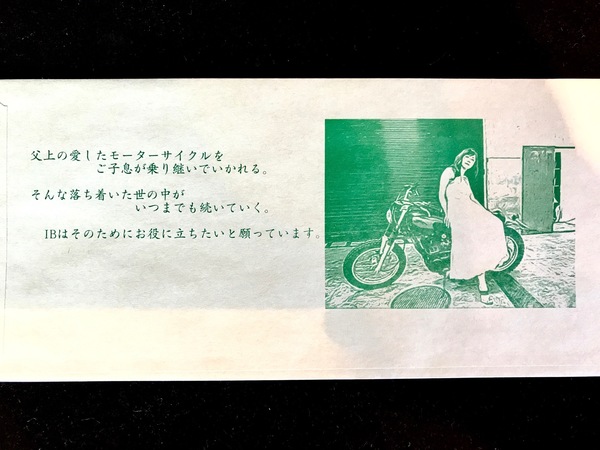 父上の愛したモーターサイクルを
ご子息が乗り継いでいかれる。
そんな落ち着いた世の中が
いつまでも続いていく。
IBはそのためにお役に立ちたいと願っています。